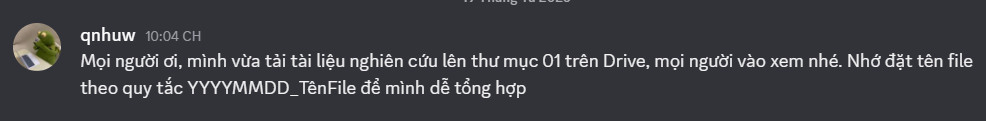 qnhuw 10:04 CH
Mọi người ơi, mình vừa tải tài liệu nghiên cứu lên thư mục 01 trên Drive, mọi người vào xem nhé. Nhớ đặt tên file
theo quy tắc YYYYMMDD_TênFile để mình dễ tổng hợp